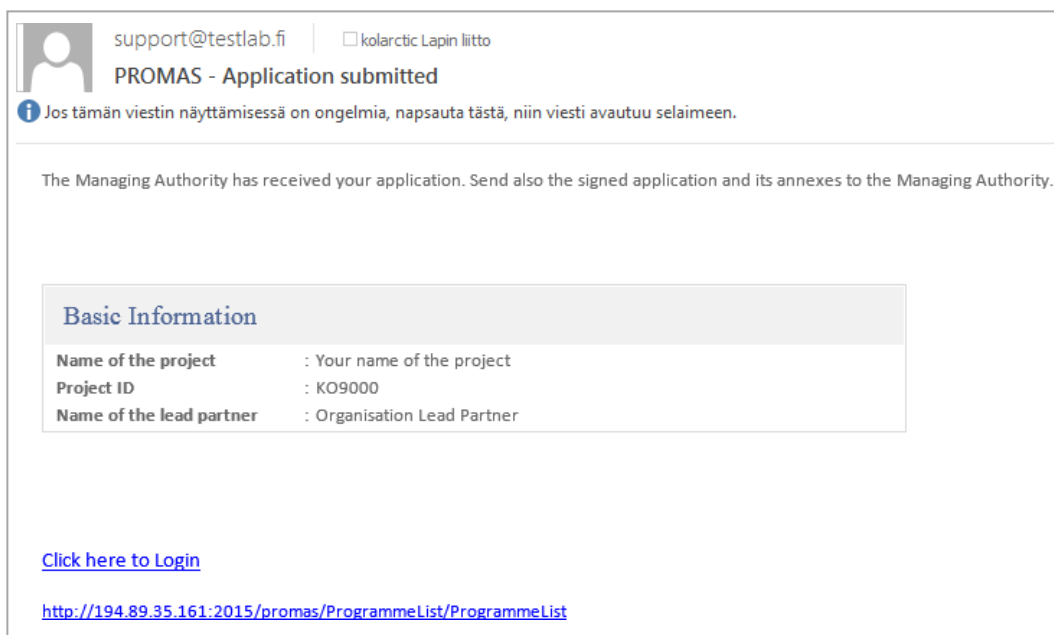 support@testlab.fi kolarctic Lapin liitto
PROMAS - Application submitted
Jos tämän viestin näyttämisessä on ongelmia, napsauta tästä, niin viesti avautuu selaimeen.
The Managing Authority has received your application. Send also the signed application and its annexes to the Managing Authority.
Basic Information
Name of the project : Your name of the project
Project ID : KO9000
Name of the lead partner : Organisation Lead Partner
Click here to Login
http://194.89.35.161:2015/promas/ProgrammeList/ProgrammeList